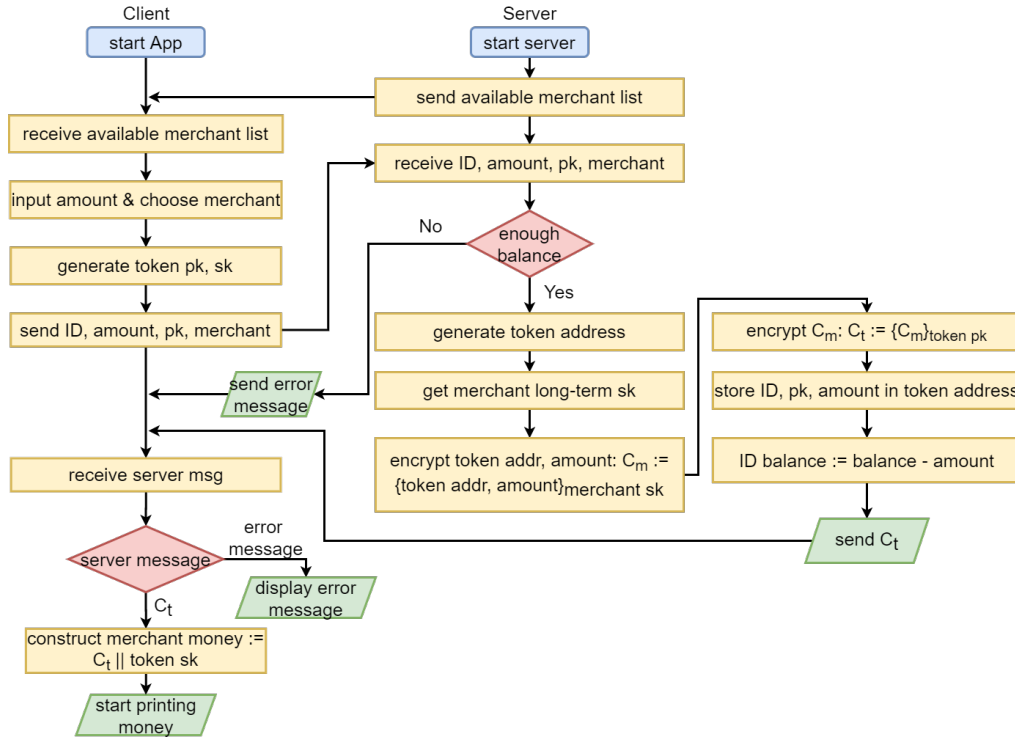 Client
Server
start App
start server
send available merchant list
receive available merchant list
receive ID, amount, pk, merchant
input amount & choose merchant
No
enough
balance
generate token pk, sk
Yes
send ID, amount, pk, merchant
generate token address
encrypt Cm: Ct := {Cm}token pk
send error
message
get merchant long-term sk
store ID, pk, amount in token address
receive server msg
encrypt token addr, amount: Cm :=
{token addr, amount}merchant sk
ID balance := balance - amount
error
message
server message
send Ct
display error
message
Ct
construct merchant money :=
Ct || token sk
start printing
money